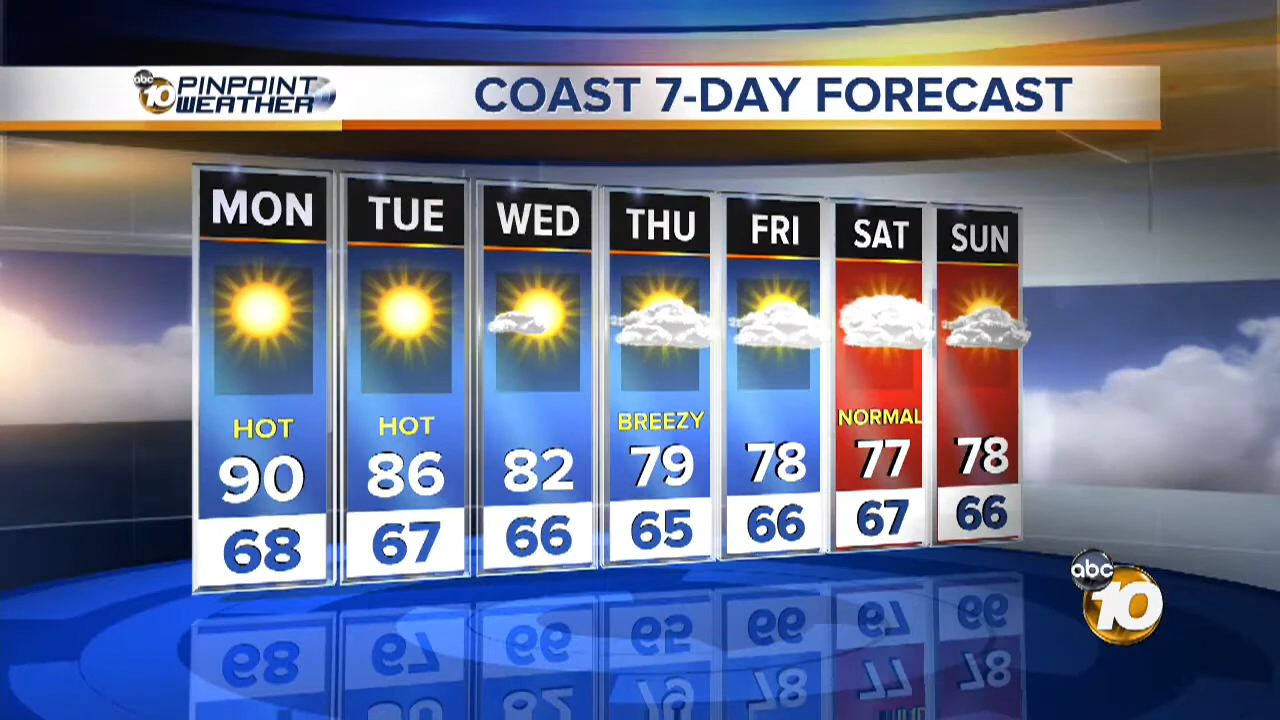 abc 10 PINPOINT WEATHER
COAST 7-DAY FORECAST
MON TUE WED THU FRI SAT SUN
HOT HOT BREEZY NORMAL
90 86 82 79 78 77 78
68 67 66 65 66 67 66
abc 10